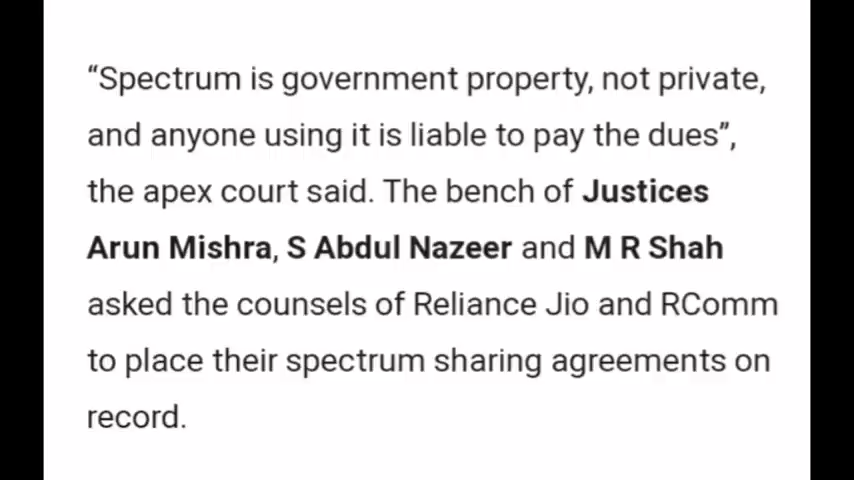 “Spectrum is government property, not private,
and anyone using it is liable to pay the dues”,
the apex court said. The bench of Justices
Arun Mishra, S Abdul Nazeer and M R Shah
asked the counsels of Reliance Jio and RComm
to place their spectrum sharing agreements on
record.